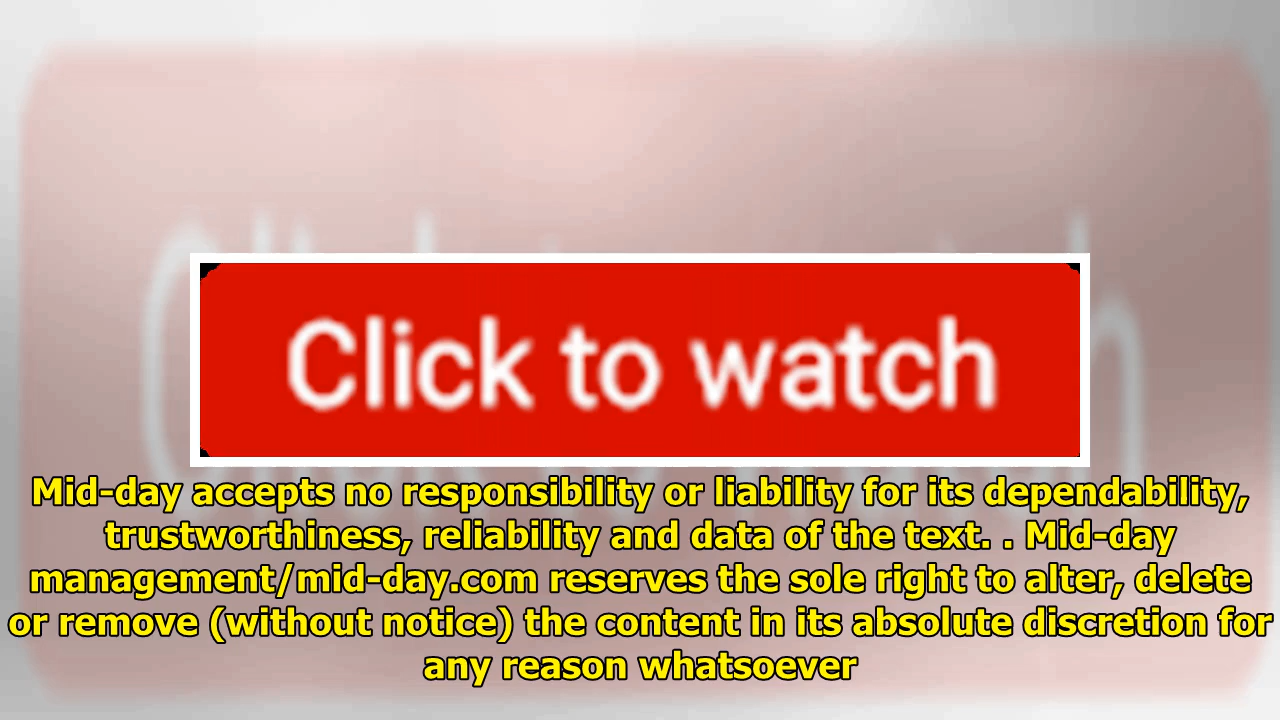 Click to watch
Mid-day accepts no responsibility or liability for its dependability,
trustworthiness, reliability and data of the text. . Mid-day
management/mid-day.com reserves the sole right to alter, delete
or remove (without notice) the content in its absolute discretion for
any reason whatsoever